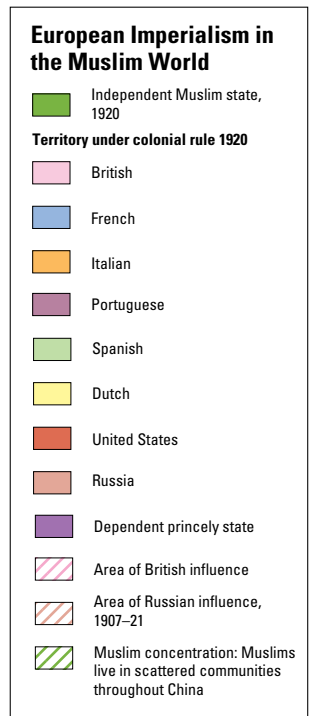 European Imperialism in
the Muslim World
Independent Muslim state,
1920
Territory under colonial rule 1920
British
French
Italian
Portuguese
Spanish
Dutch
United States
Russia
Dependent princely state
Area of British influence
Area of Russian influence,
1907–21
Muslim concentration: Muslims
live in scattered communities
throughout China